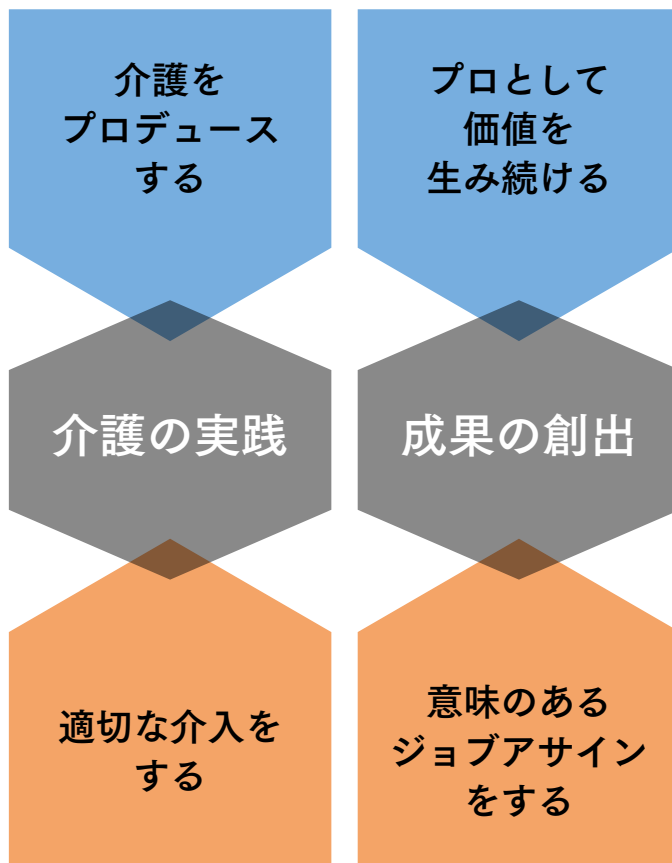 介護を
プロデュース
する
プロとして
価値を
生み続ける
介護の実践
成果の創出
適切な介入を
する
意味のある
ジョブアサイン
をする